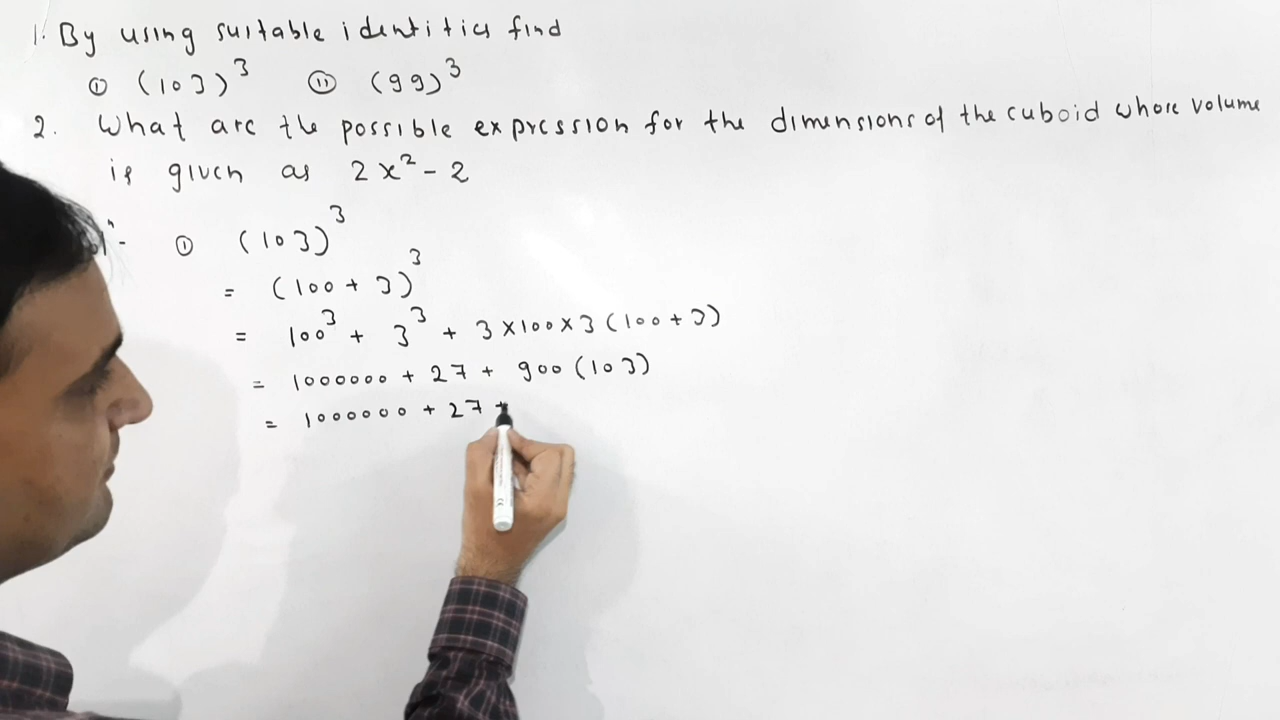 1. By using suitable identities find
① (103)³ ⑪ (99)³
2. What are the possible expression for the dimensions of the cuboid whose volume
is given as 2x² - 2
① (103)³
= (100 + 3)³
= 100³ + 3³ + 3×100×3(100+3)
= 1000000 + 27 + 900(103)
= 1000000 + 27 +